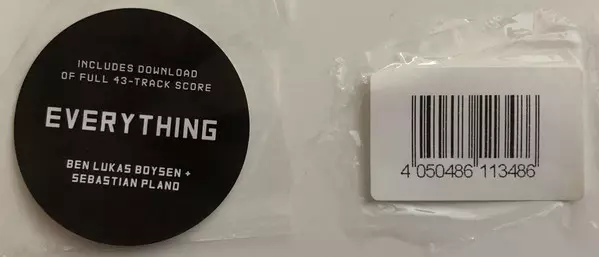 INCLUDES DOWNLOAD
OF FULL 43-TRACK SCORE
EVERYTHING
BEN LUKAS BOYSEN +
SEBASTIAN PLANO
4 050486 113486